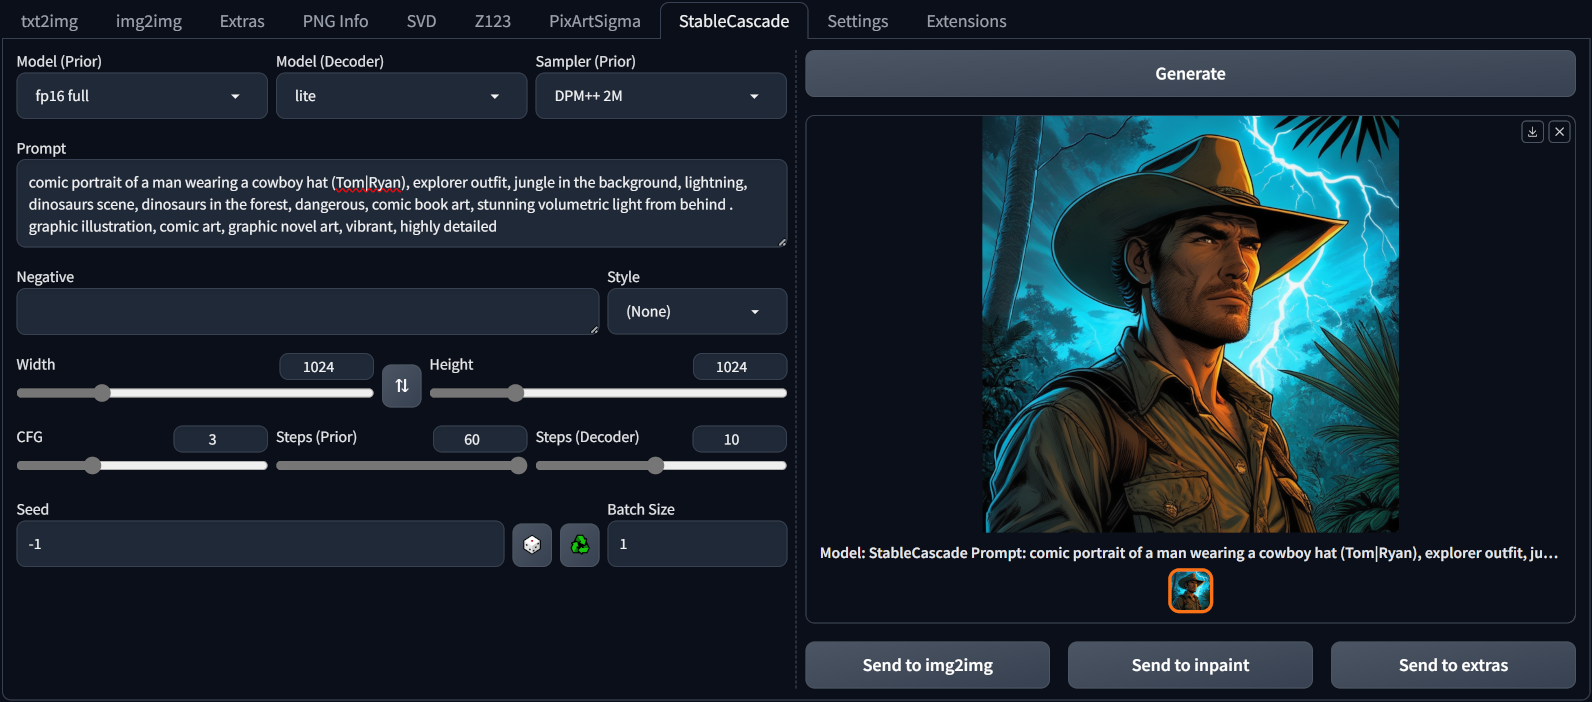 txt2img img2img Extras PNG Info SVD Z123 PixArtSigma StableCascade Settings Extensions
Model (Prior) Model (Decoder) Sampler (Prior)
fp16 full lite DPM++ 2M
Prompt
comic portrait of a man wearing a cowboy hat (Tom|Ryan), explorer outfit, jungle in the background, lightning,
dinosaurs scene, dinosaurs in the forest, dangerous, comic book art, stunning volumetric light from behind .
graphic illustration, comic art, graphic novel art, vibrant, highly detailed
Negative Style
(None)
Width 1024 Height 1024
CFG 3 Steps (Prior) 60 Steps (Decoder) 10
Seed Batch Size
-1 1
Generate
Model: StableCascade Prompt: comic portrait of a man wearing a cowboy hat (Tom|Ryan), explorer outfit, ju...
Send to img2img Send to inpaint Send to extras